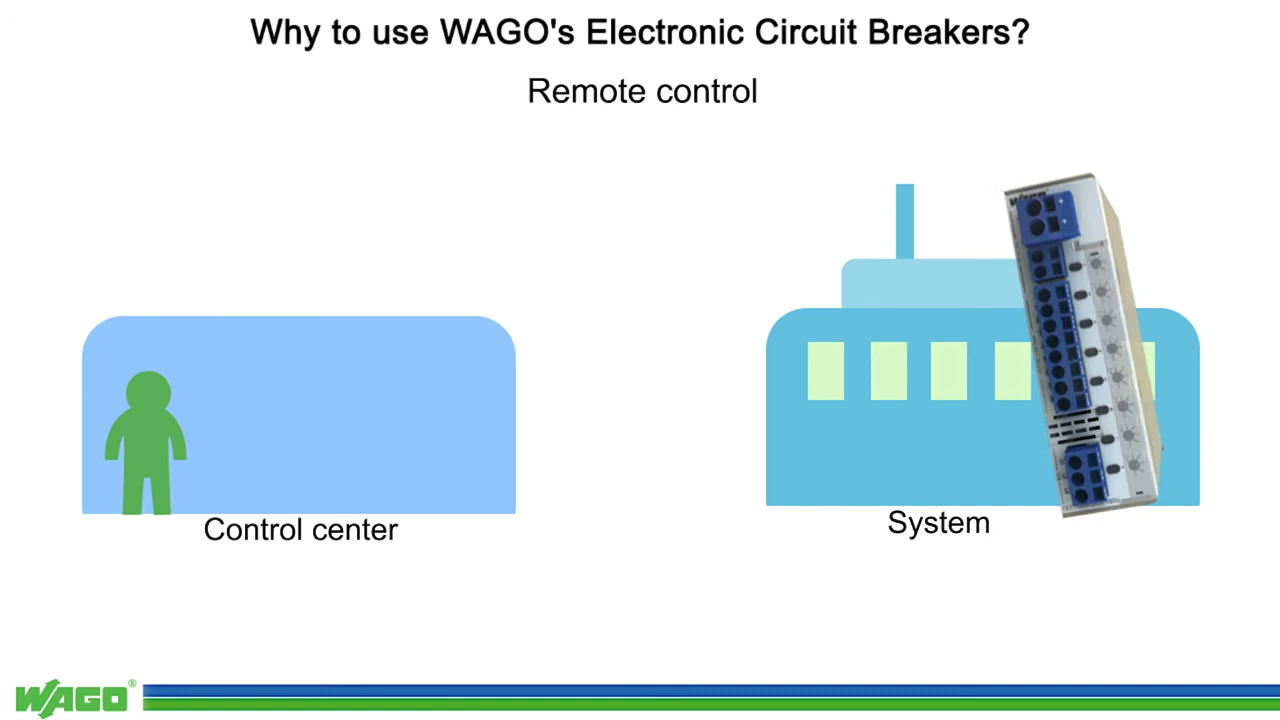 Why to use WAGO's Electronic Circuit Breakers?
Remote control
Control center
System
WAGO®